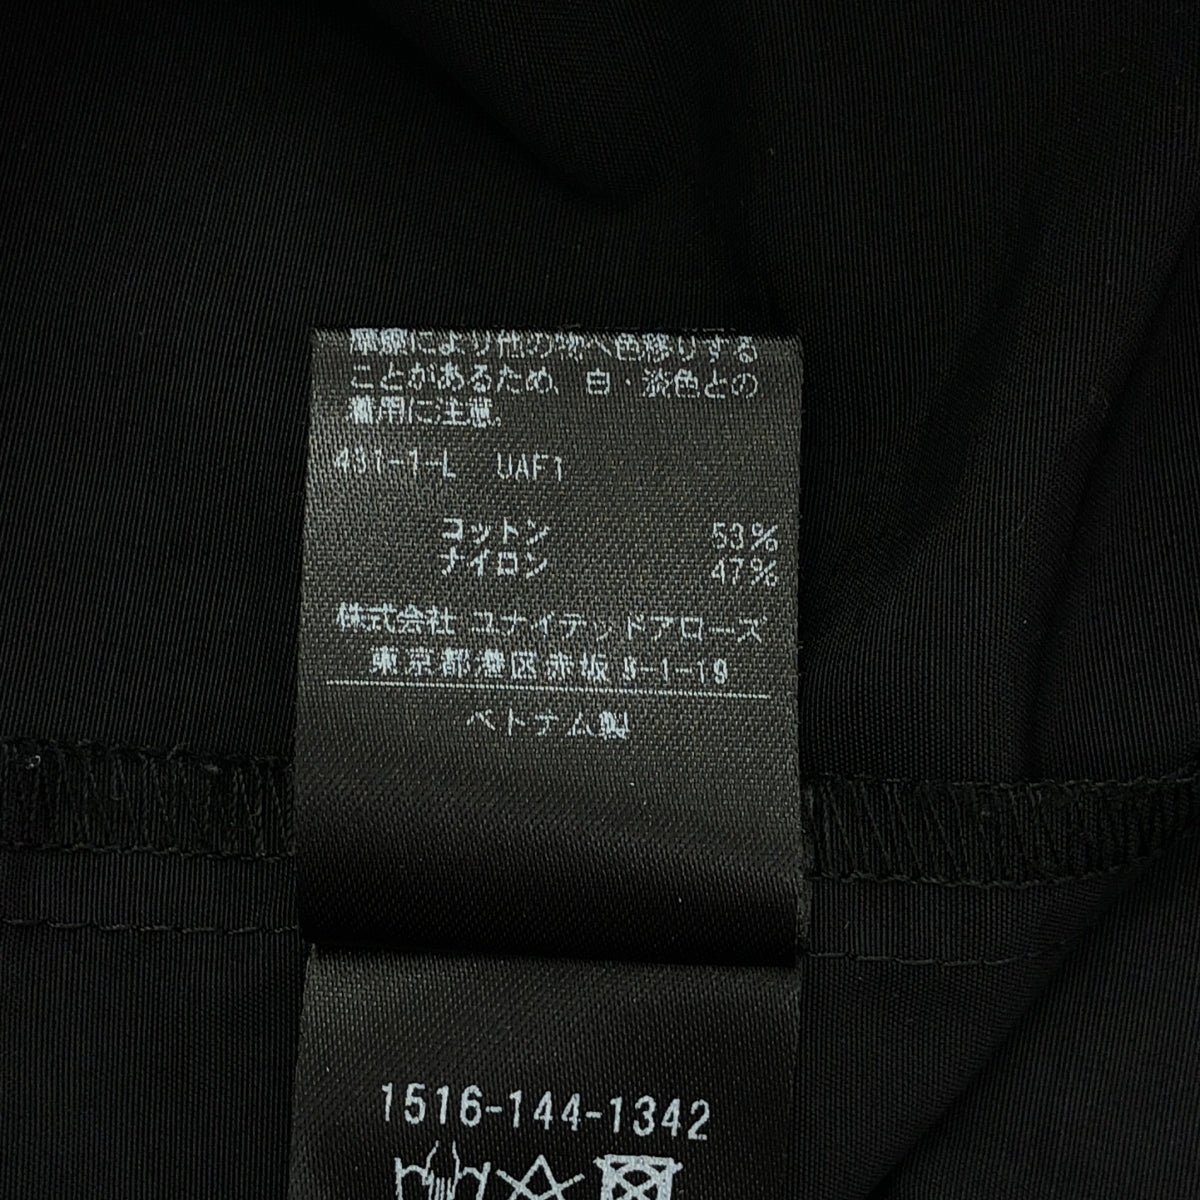 摩擦により他の物へ色移りする
ことがあるため、白・淡色との
着用に注意。
431-1-L UAF1
コットン 53%
ナイロン 47%
株式会社 ユナイテッドアローズ
東京都港区赤坂 3-1-19
ベトナム製
1516-144-1342